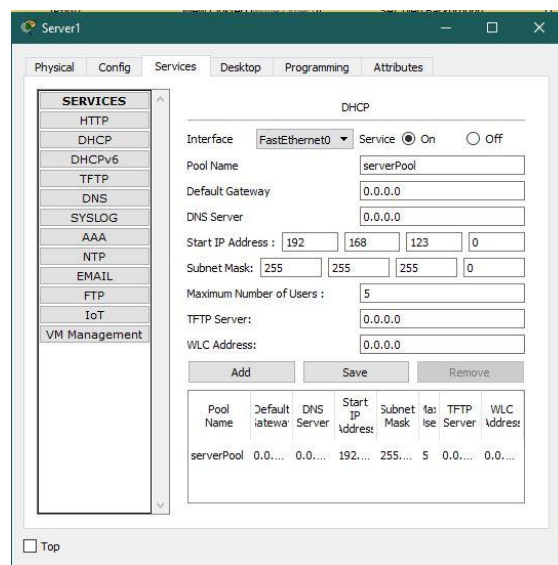 Server1
Physical Config Services Desktop Programming Attributes
SERVICES
HTTP
DHCP
DHCPv6
TFTP
DNS
SYSLOG
AAA
NTP
EMAIL
FTP
IoT
VM Management
DHCP
Interface FastEthernet0 Service On Off
Pool Name serverPool
Default Gateway 0.0.0.0
DNS Server 0.0.0.0
Start IP Address : 192 168 123 0
Subnet Mask: 255 255 255 0
Maximum Number of Users : 5
TFTP Server: 0.0.0.0
WLC Address: 0.0.0.0
Add Save Remove
Pool Name Default DNS Server Start IP Subnet Mask TFTP Server WLC
serverPool 0.0.... 0.0.... 192.... 255.... 5 0.0.... 0.0....
Top